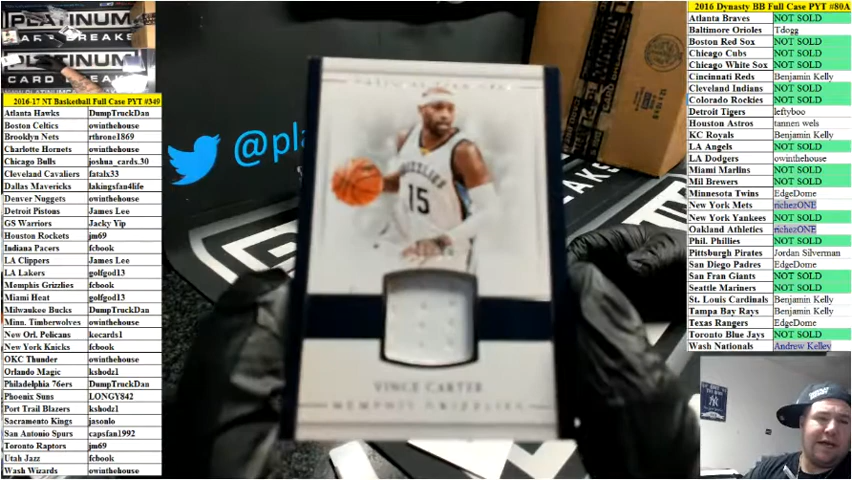 PLATINUM
PLATINUM
CARD BREAKS
2016-17 NT Basketball Full Case PYT #349
Atlanta Hawks DumpTruckDan
Boston Celtics owinthehouse
Brooklyn Nets rthrone1869
Charlotte Hornets owinthehouse
Chicago Bulls joshua_cards.30
Cleveland Cavaliers fatalx33
Dallas Mavericks lakingsfan4life
Denver Nuggets owinthehouse
Detroit Pistons James Lee
GS Warriors Jacky Yip
Houston Rockets jm69
Indiana Pacers fcbook
LA Clippers James Lee
LA Lakers golfgod13
Memphis Grizzlies fcbook
Miami Heat golfgod13
Milwaukee Bucks DumpTruckDan
Minn. Timberwolves owinthehouse
New Orl. Pelicans kecards1
New York Knicks fcbook
OKC Thunder owinthehouse
Orlando Magic kshodz1
Philadelphia 76ers DumpTruckDan
Phoenix Suns LONGY842
Port Trail Blazers kshodz1
Sacramento Kings jasonlo
San Antonio Spurs capsfan1992
Toronto Raptors jm69
Utah Jazz fcbook
Wash Wizards owinthehouse
@pla
GRIZZLIES
15
VINCE CARTER
MEMPHIS GRIZZLIES
2016 Dynasty BB Full Case PYT #80A
Atlanta Braves NOT SOLD
Baltimore Orioles Tdogg
Boston Red Sox NOT SOLD
Chicago Cubs NOT SOLD
Chicago White Sox NOT SOLD
Cincinnati Reds Benjamin Kelly
Cleveland Indians NOT SOLD
Colorado Rockies NOT SOLD
Detroit Tigers leftyboo
Houston Astros tannen wels
KC Royals Benjamin Kelly
LA Angels NOT SOLD
LA Dodgers owinthehouse
Miami Marlins NOT SOLD
Mil Brewers NOT SOLD
Minnesota Twins EdgeDome
New York Mets richezONE
New York Yankees NOT SOLD
Oakland Athletics richezONE
Phil. Phillies NOT SOLD
Pittsburgh Pirates Jordan Silverman
San Diego Padres EdgeDome
San Fran Giants NOT SOLD
Seattle Mariners NOT SOLD
St. Louis Cardinals Benjamin Kelly
Tampa Bay Rays Benjamin Kelly
Texas Rangers EdgeDome
Toronto Blue Jays NOT SOLD
Wash Nationals Andrew Kelley